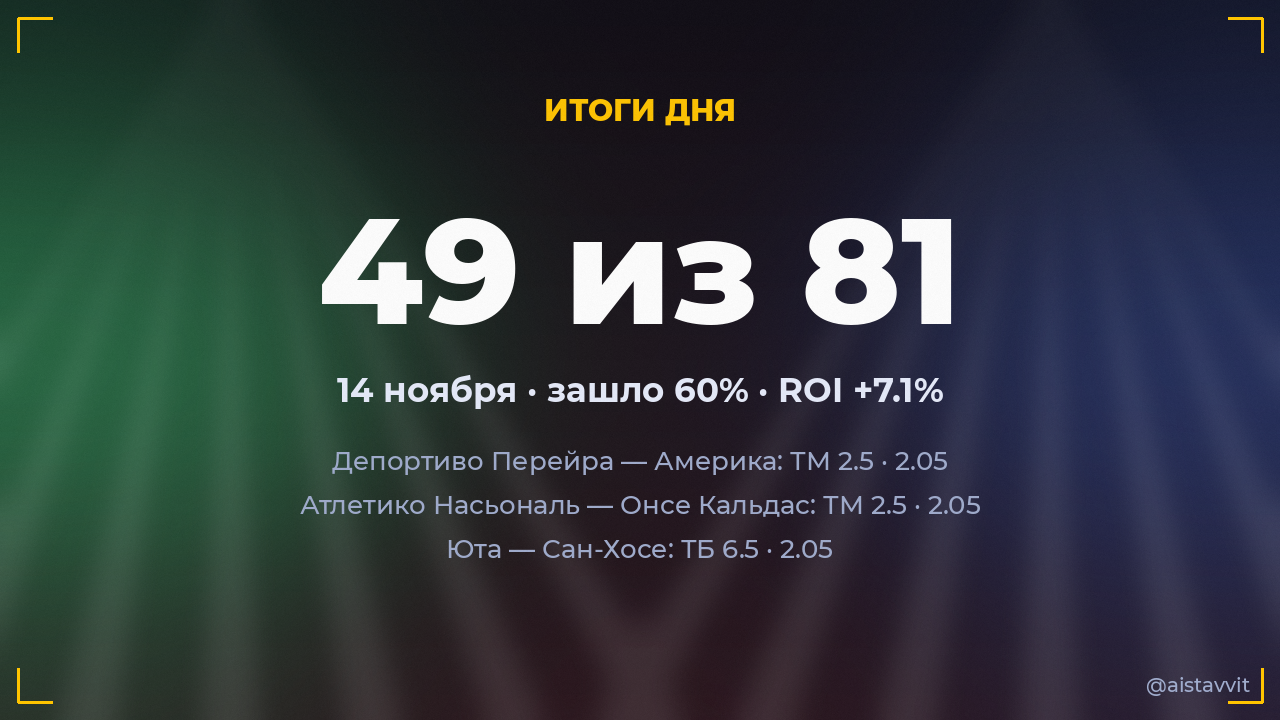 ИТОГИ ДНЯ
49 из 81
14 ноября · зашло 60% · ROI +7.1%
Депортиво Перейра — Америка: ТМ 2.5 · 2.05
Атлетико Насьональ — Онсе Кальдас: ТМ 2.5 · 2.05
Юта — Сан-Хосе: ТБ 6.5 · 2.05
@aistavvit